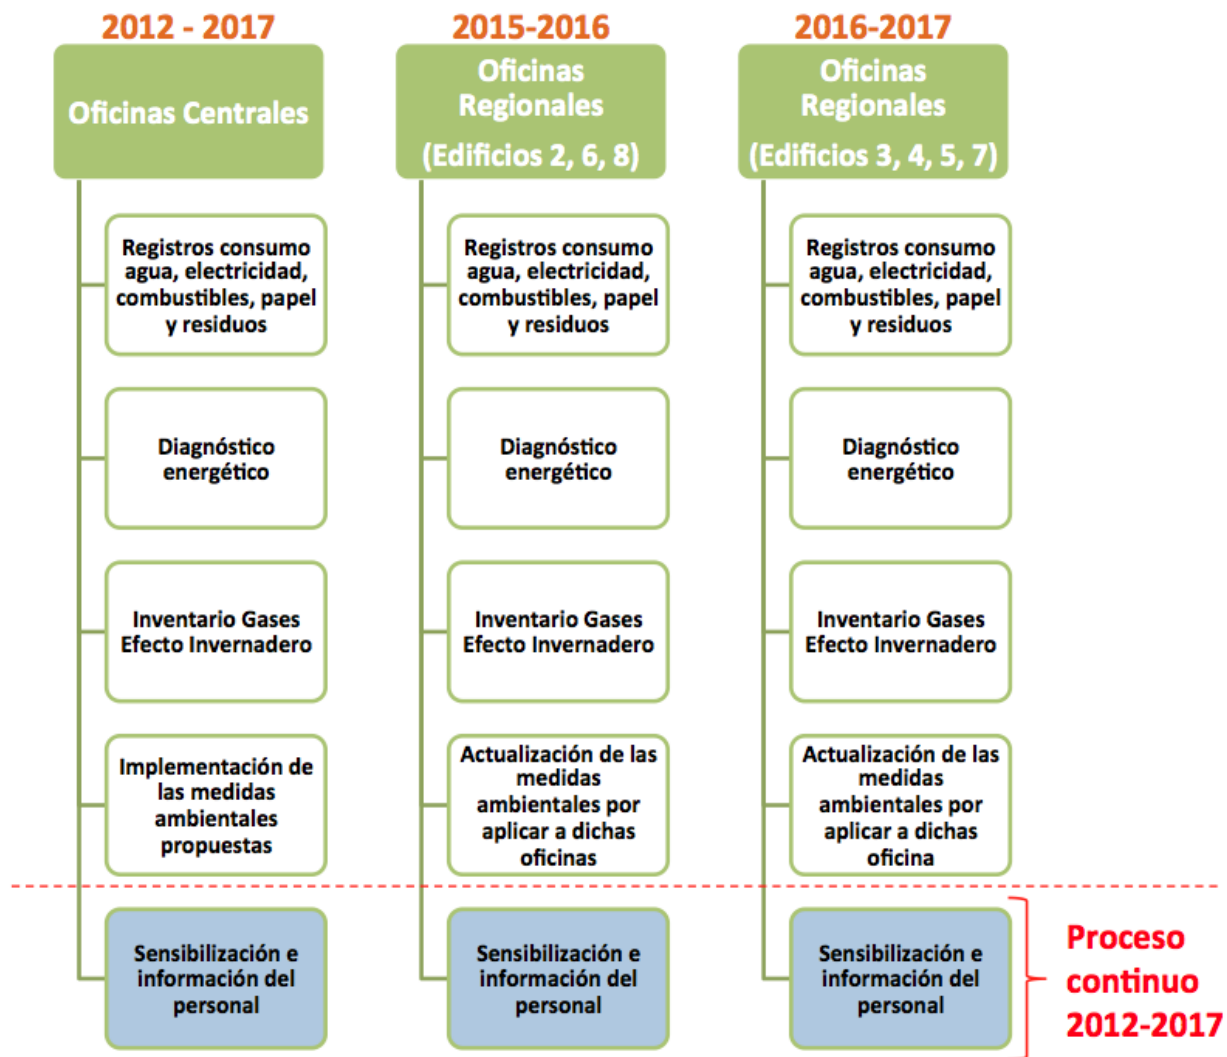 2012 - 2017
Oficinas Centrales
Registros consumo
agua, electricidad,
combustibles, papel
y residuos
Diagnóstico
energético
Inventario Gases
Efecto Invernadero
Implementación de
las medidas
ambientales
propuestas
Sensibilización e
información del
personal
2015-2016
Oficinas
Regionales
(Edificios 2, 6, 8)
Registros consumo
agua, electricidad,
combustibles, papel
y residuos
Diagnóstico
energético
Inventario Gases
Efecto Invernadero
Actualización de las
medidas
ambientales por
aplicar a dichas
oficinas
Sensibilización e
información del
personal
2016-2017
Oficinas
Regionales
(Edificios 3, 4, 5, 7)
Registros consumo
agua, electricidad,
combustibles, papel
y residuos
Diagnóstico
energético
Inventario Gases
Efecto Invernadero
Actualización de las
medidas
ambientales por
aplicar a dichas
oficina
Sensibilización e
información del
personal
Proceso
continuo
2012-2017